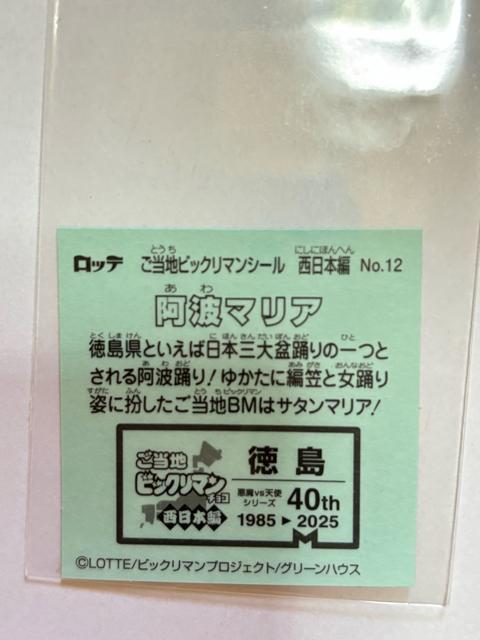 ロッテ ご当地ビックリマンシール 西日本編 No.12
阿波マリア
徳島県といえば日本三大盆踊りの一つと
される阿波踊り!ゆかたに編笠と女踊り
姿に扮したご当地BMはサタンマリア!
ご当地
ビックリマン
チョコ
西日本編
徳島
悪魔vs天使
シリーズ 40th
1985▶2025
©LOTTE/ビックリマンプロジェクト/グリーンハウス